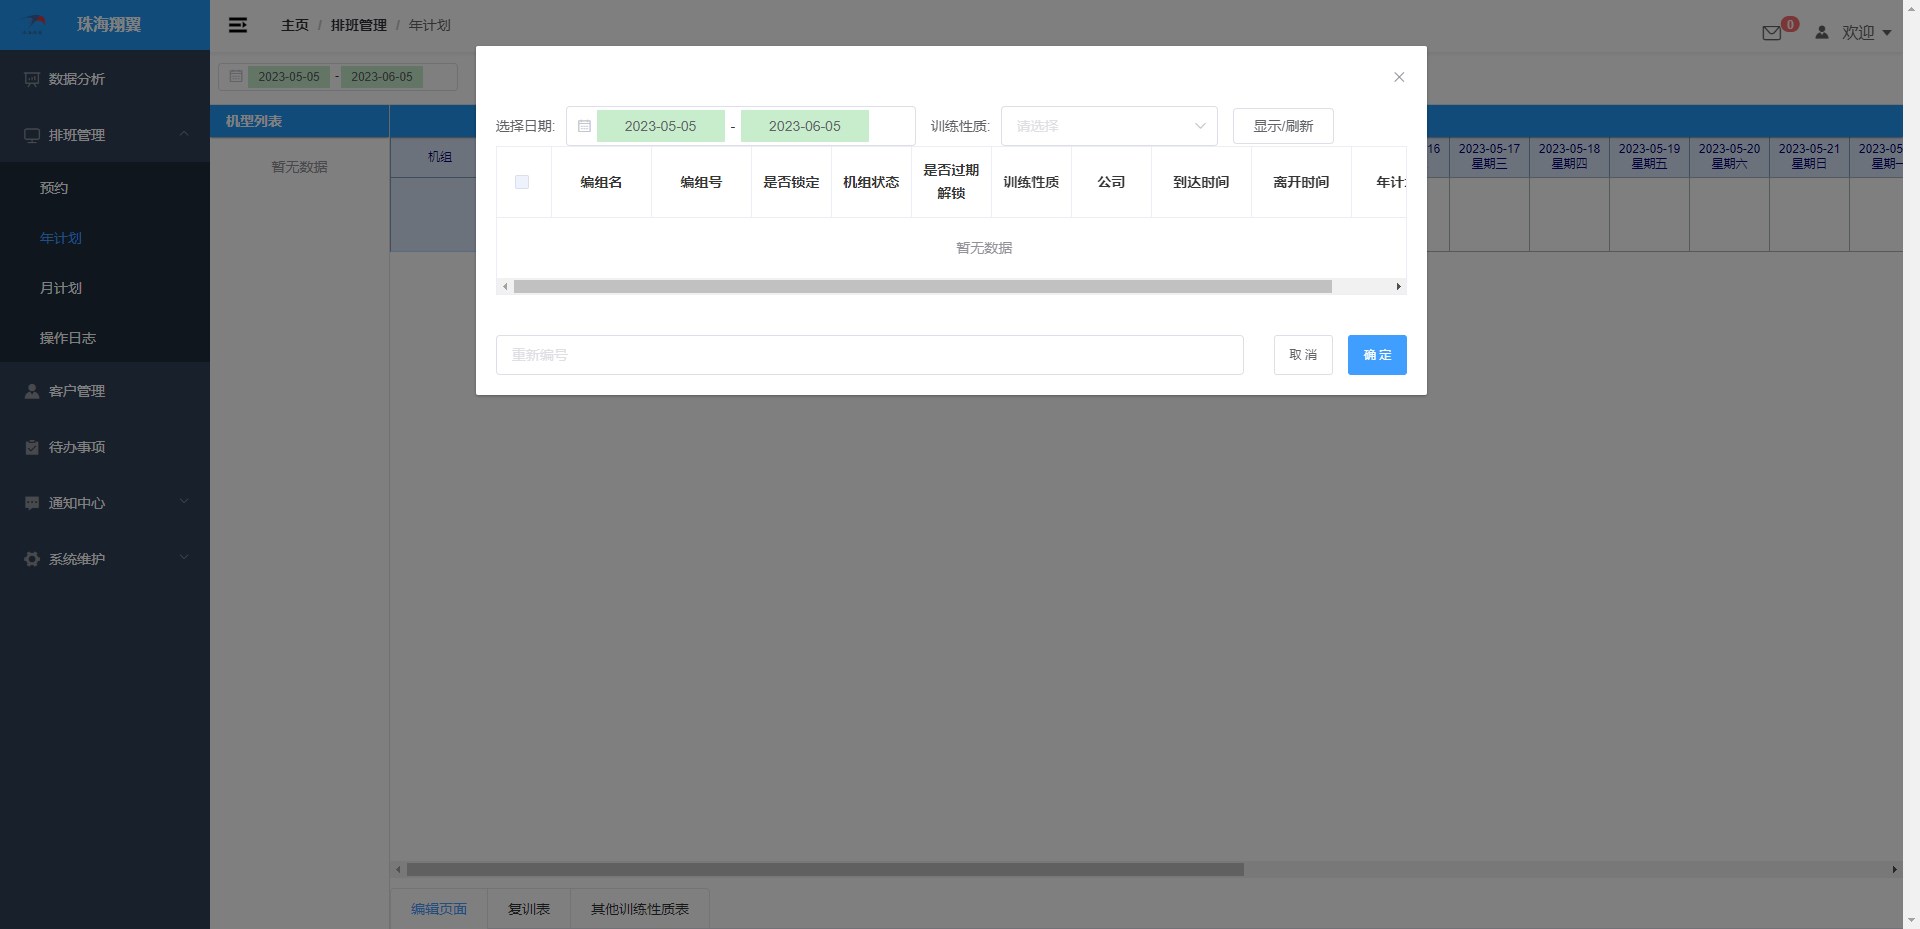 珠海翔翼
主页 / 排班管理 / 年计划
0
欢迎
数据分析
排班管理
预约
年计划
月计划
操作日志
客户管理
待办事项
通知中心
系统维护
2023-05-05 - 2023-06-05
机型列表
暂无数据
机组
16
2023-05-17
星期三
2023-05-18
星期四
2023-05-19
星期五
2023-05-20
星期六
2023-05-21
星期日
2023-05
星期一
选择日期: 2023-05-05 - 2023-06-05 训练性质: 请选择 显示/刷新
编组名 编组号 是否锁定 机组状态 是否过期
解锁 训练性质 公司 到达时间 离开时间 年计
暂无数据
重新编号 取消 确定
编辑页面 复训表 其他训练性质表